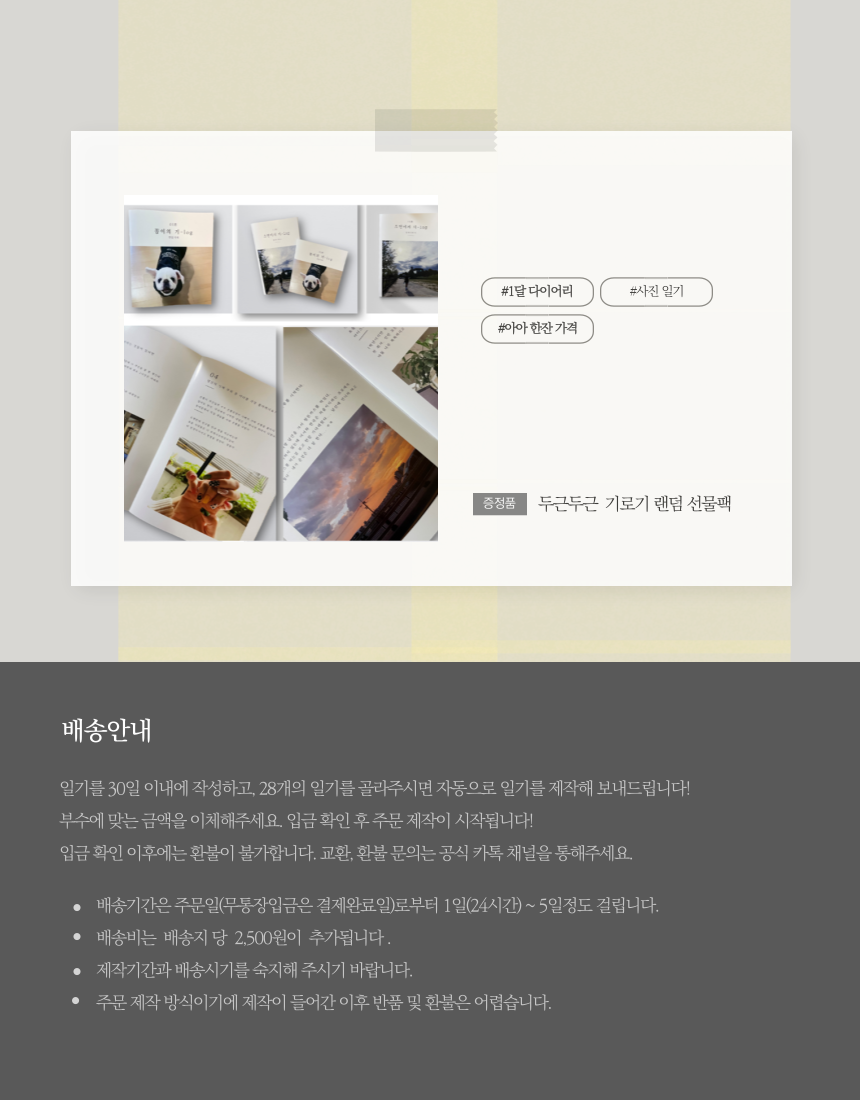 #1달 다이어리
#사진 일기
#아아 한잔 가격
증정품 두근두근 기로기 랜덤 선물팩
배송안내
일기를 30일 이내에 작성하고, 28개의 일기를 골라주시면 자동으로 일기를 제작해 보내드립니다!
부수에 맞는 금액을 이체해주세요. 입금 확인 후 주문 제작이 시작됩니다!
입금 확인 이후에는 환불이 불가합니다. 교환, 환불 문의는 공식 카톡 채널을 통해주세요.
● 배송기간은 주문일(무통장입금은 결제완료일)로부터 1일(24시간) ~ 5일정도 걸립니다.
● 배송비는 배송지 당 2,500원이 추가됩니다 .
● 제작기간과 배송시기를 숙지해 주시기 바랍니다.
● 주문 제작 방식이기에 제작이 들어간 이후 반품 및 환불은 어렵습니다.